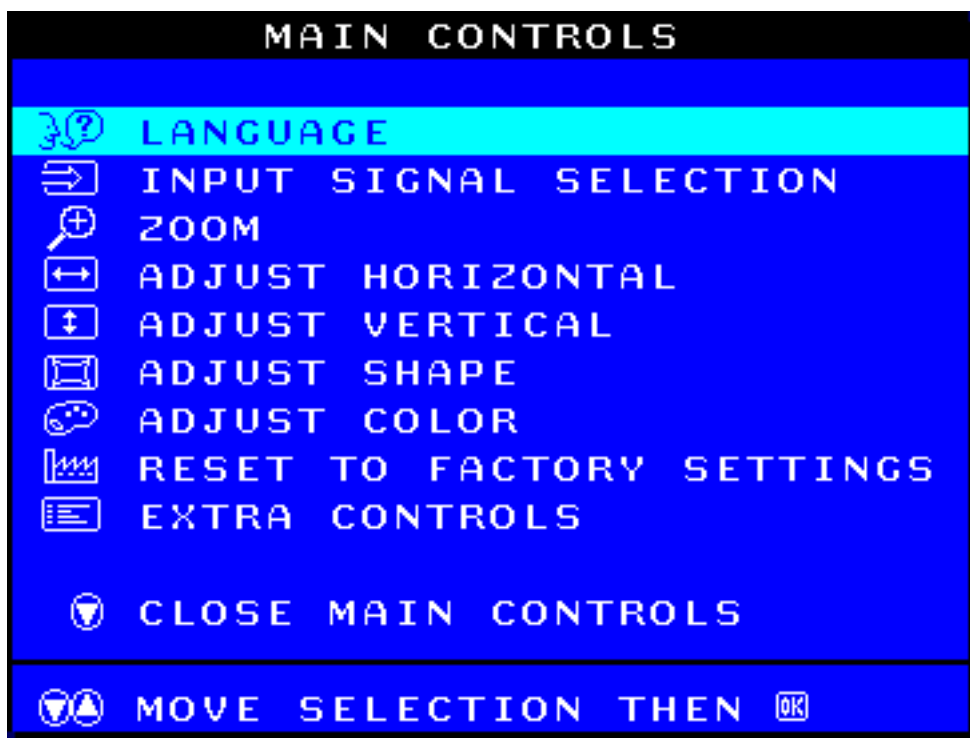 MAIN CONTROLS
LANGUAGE
INPUT SIGNAL SELECTION
ZOOM
ADJUST HORIZONTAL
ADJUST VERTICAL
ADJUST SHAPE
ADJUST COLOR
RESET TO FACTORY SETTINGS
EXTRA CONTROLS
CLOSE MAIN CONTROLS
MOVE SELECTION THEN OK